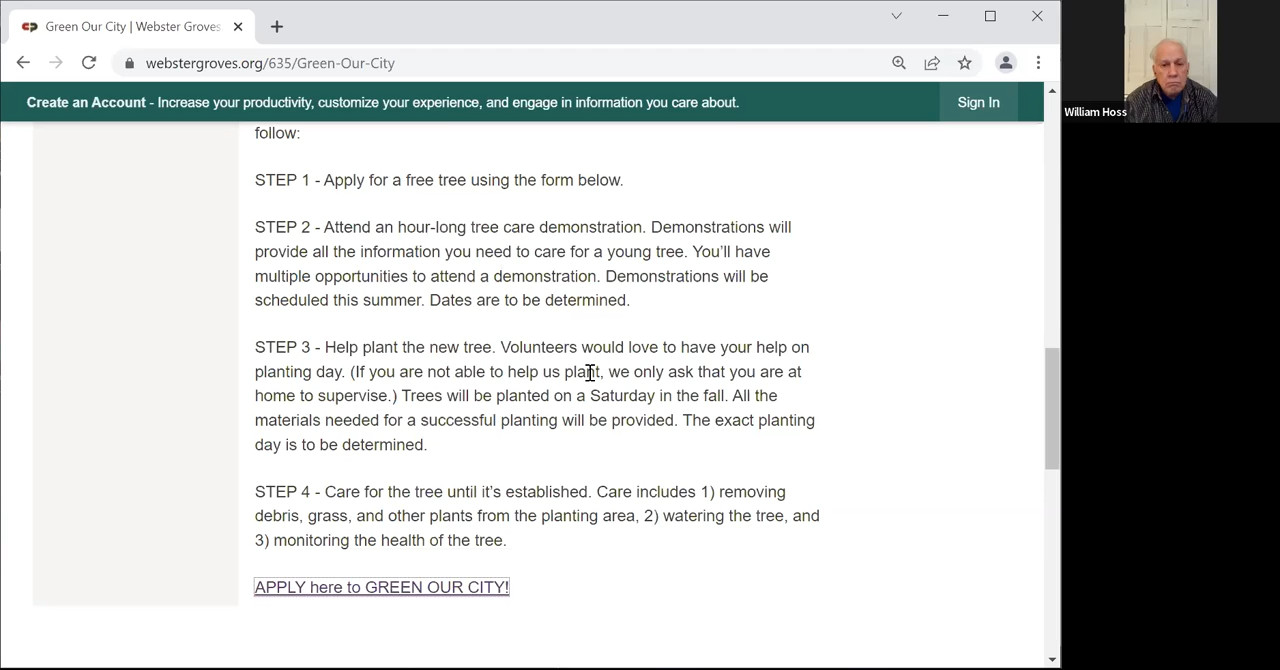 Green Our City | Webster Groves
webstergroves.org/635/Green-Our-City
Create an Account - Increase your productivity, customize your experience, and engage in information you care about.
Sign In
William Hoss
follow:
STEP 1 - Apply for a free tree using the form below.
STEP 2 - Attend an hour-long tree care demonstration. Demonstrations will
provide all the information you need to care for a young tree. You’ll have
multiple opportunities to attend a demonstration. Demonstrations will be
scheduled this summer. Dates are to be determined.
STEP 3 - Help plant the new tree. Volunteers would love to have your help on
planting day. (If you are not able to help us plant, we only ask that you are at
home to supervise.) Trees will be planted on a Saturday in the fall. All the
materials needed for a successful planting will be provided. The exact planting
day is to be determined.
STEP 4 - Care for the tree until it’s established. Care includes 1) removing
debris, grass, and other plants from the planting area, 2) watering the tree, and
3) monitoring the health of the tree.
APPLY here to GREEN OUR CITY!